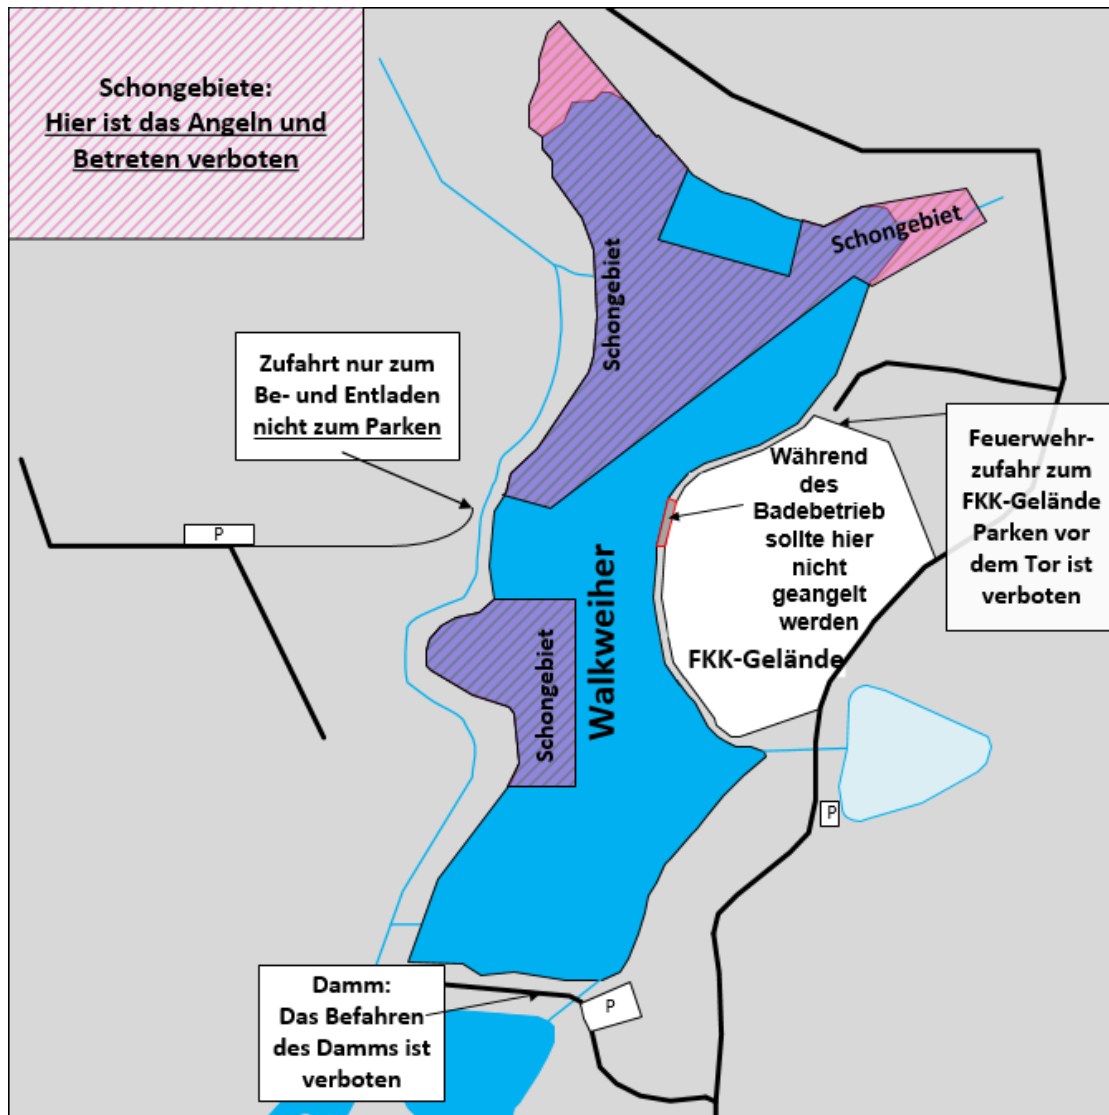 Schongebiete:
Hier ist das Angeln und
Betreten verboten
Schongebiet
Schongebiet
Zufahrt nur zum
Be- und Entladen
nicht zum Parken
P
Feuerwehr-
zufahr zum
FKK-Gelände
Parken vor
dem Tor ist
verboten
Während
des
Badebetrieb
sollte hier
nicht
geangelt
werden
FKK-Gelände
Walkweiher
Schongebiet
P
Damm:
Das Befahren
des Damms ist
verboten
P